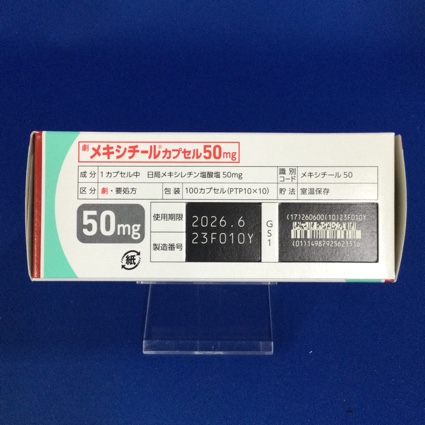 劇 メキシチール®カプセル50mg
成分 1カプセル中 日局メキシレチン塩酸塩 50mg 識別コード メキシチール 50
区分 劇・要処方 包装 100カプセル(PTP10×10) 貯法 室温保存
50mg
使用期限 2026.6
製造番号 23F010Y
GS1
(17)260600(10)23F010Y
(01)14987925623316
紙